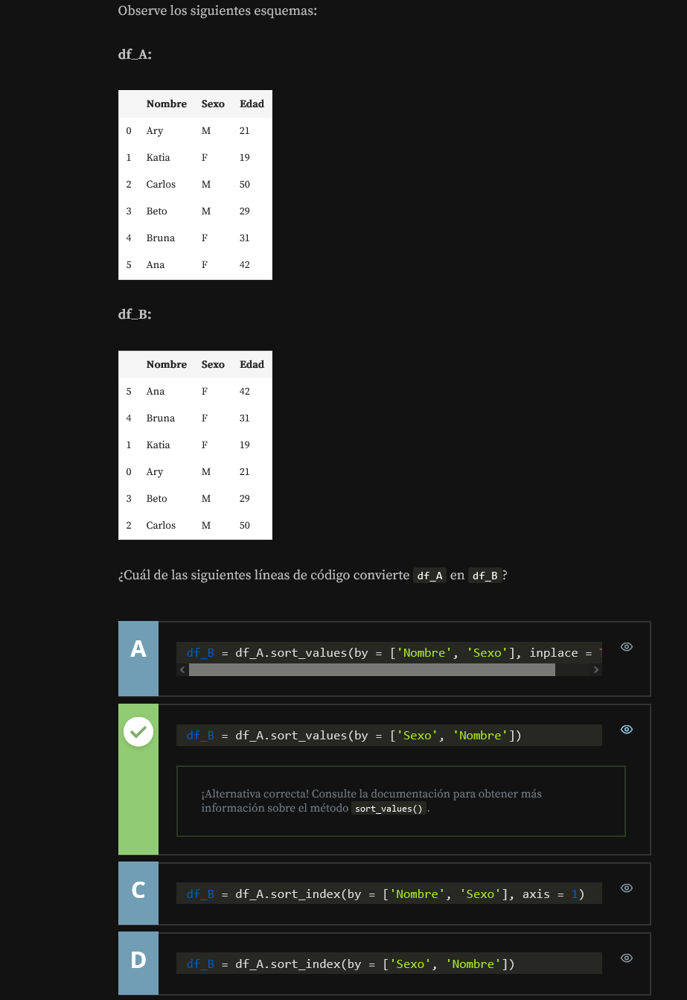 Observe los siguientes esquemas:
df_A:
Nombre Sexo Edad
0 Ary M 21
1 Katia F 19
2 Carlos M 50
3 Beto M 29
4 Bruna F 31
5 Ana F 42
df_B:
Nombre Sexo Edad
5 Ana F 42
4 Bruna F 31
1 Katia F 19
0 Ary M 21
3 Beto M 29
2 Carlos M 50
¿Cuál de las siguientes líneas de código convierte df_A en df_B?
A
df_B = df_A.sort_values(by = ['Nombre', 'Sexo'], inplace =
df_B = df_A.sort_values(by = ['Sexo', 'Nombre'])
¡Alternativa correcta! Consulte la documentación para obtener más
información sobre el método sort_values().
C
df_B = df_A.sort_index(by = ['Nombre', 'Sexo'], axis = 1)
D
df_B = df_A.sort_index(by = ['Sexo', 'Nombre'])